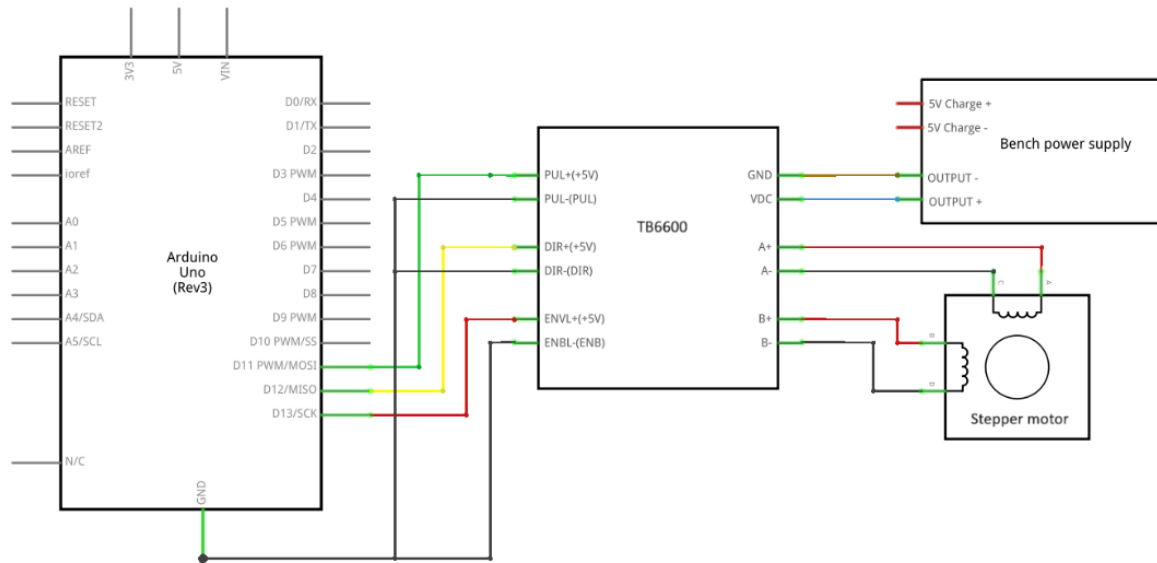 3V3
5V
VIN
RESET
RESET2
AREF
ioref
A0
A1
A2
A3
A4/SDA
A5/SCL
N/C
GND
Arduino
Uno
(Rev3)
D0/RX
D1/TX
D2
D3 PWM
D4
D5 PWM
D6 PWM
D7
D8
D9 PWM
D10 PWM/SS
D11 PWM/MOSI
D12/MISO
D13/SCK
PUL+(+5V)
PUL-(PUL)
DIR+(+5V)
DIR-(DIR)
ENVL+(+5V)
ENBL-(ENB)
TB6600
GND
VDC
A+
A-
B+
B-
5V Charge +
5V Charge -
OUTPUT -
OUTPUT +
Bench power supply
C
A
B
D
Stepper motor